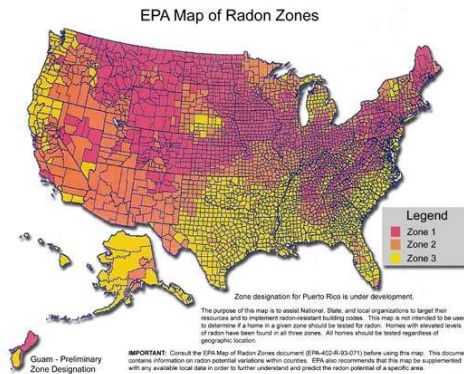 EPA Map of Radon Zones
Legend
Zone 1
Zone 2
Zone 3
Zone designation for Puerto Rico is under development.
The purpose of this map is to assist National, State, and local organizations to target their
resources and to implement radon-resistant building codes. This map is not intended to be used
to determine if a home in a given zone should be tested for radon. Homes with elevated levels
of radon have been found in all three zones. All homes should be tested regardless of
geographic location.
Guam - Preliminary
Zone Designation
IMPORTANT: Consult the EPA Map of Radon Zones document (EPA-402-R-93-071) before using this map. This docume
contains information on radon potential variations within counties. EPA also recommends that this map be supplemented
with any available local data in order to further understand and predict the radon potential of a specific area.